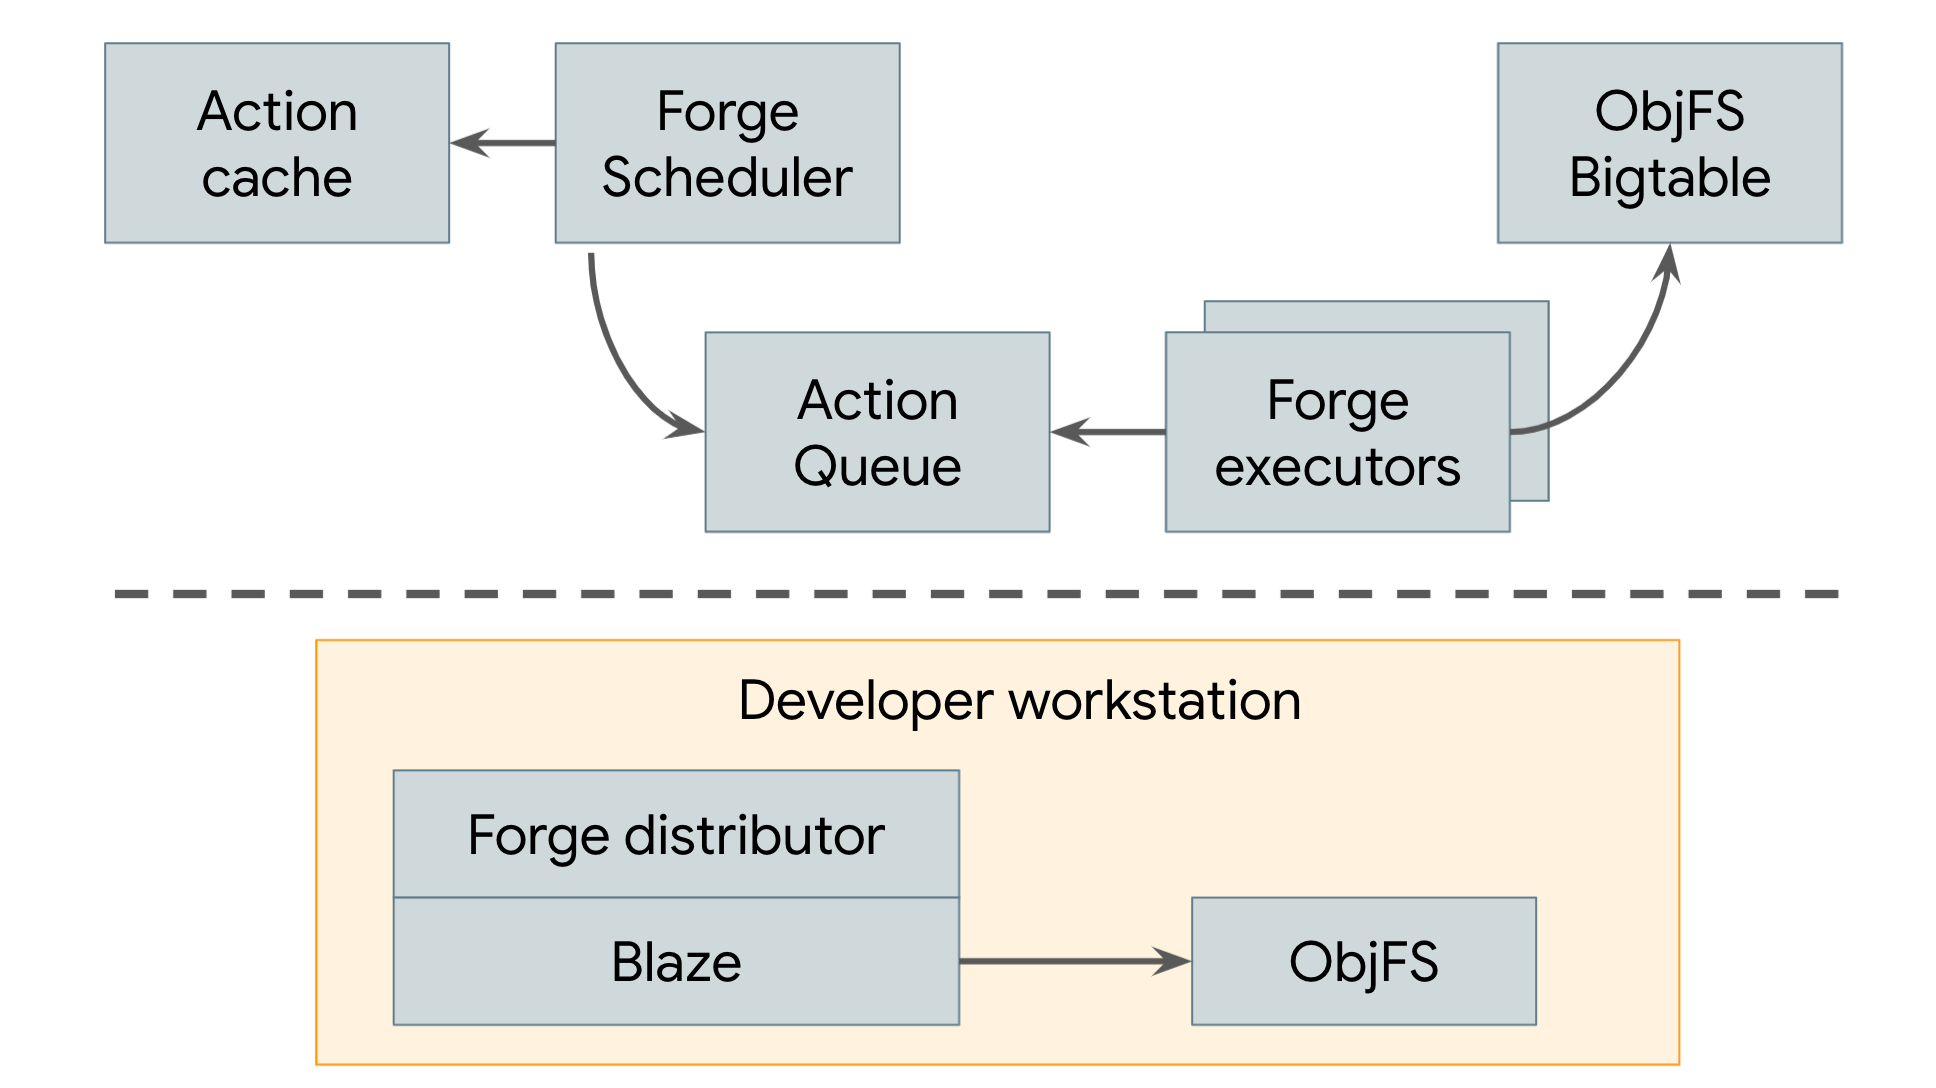 Action
cache
Forge
Scheduler
ObjFS
Bigtable
Action
Queue
Forge
executors
Developer workstation
Forge distributor
Blaze
ObjFS